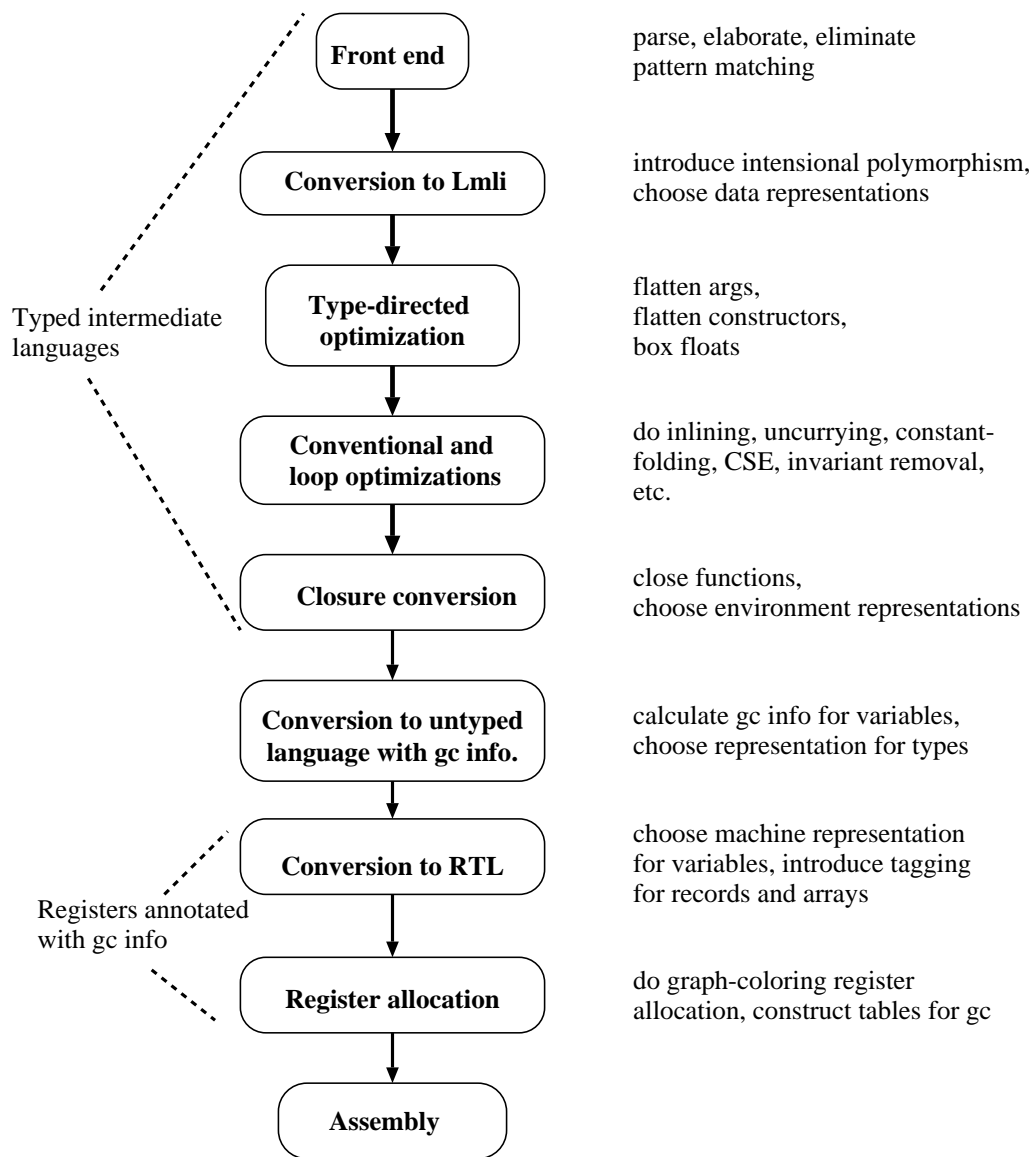 Front end
parse, elaborate, eliminate
pattern matching
Conversion to Lmli
introduce intensional polymorphism,
choose data representations
Typed intermediate
languages
Type-directed
optimization
flatten args,
flatten constructors,
box floats
Conventional and
loop optimizations
do inlining, uncurrying, constant-
folding, CSE, invariant removal,
etc.
Closure conversion
close functions,
choose environment representations
Conversion to untyped
language with gc info.
calculate gc info for variables,
choose representation for types
Conversion to RTL
choose machine representation
for variables, introduce tagging
for records and arrays
Registers annotated
with gc info
Register allocation
do graph-coloring register
allocation, construct tables for gc
Assembly